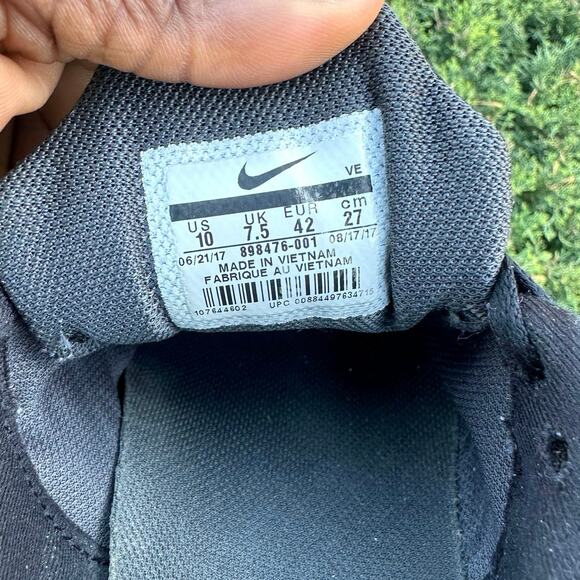 VE
US UK EUR cm
10 7.5 42 27
06/21/17 898476-001 08/17/17
MADE IN VIETNAM
FABRIQUE AU VIETNAM
107644602 UPC 00884497634715